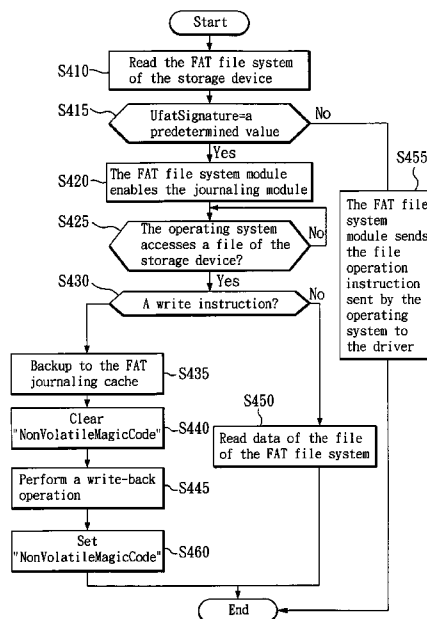 Start
S410
Read the FAT file system
of the storage device
S415
UfatSignature=a
predetermined value
No
Yes
S455
S420
The FAT file system module
enables the journaling module
The FAT file
system
module sends
the file
operation
instruction
sent by the
operating
system to
the driver
S425
The operating system
accesses a file of the
storage device?
No
Yes
S430
A write instruction?
No
Backup to the FAT
journaling cache
S435
Clear
"NonVolatileMagicCode"
S440
S450
Read data of the file
of the FAT file system
Perform a write-back
operation
S445
Set
"NonVolatileMagicCode"
S460
End